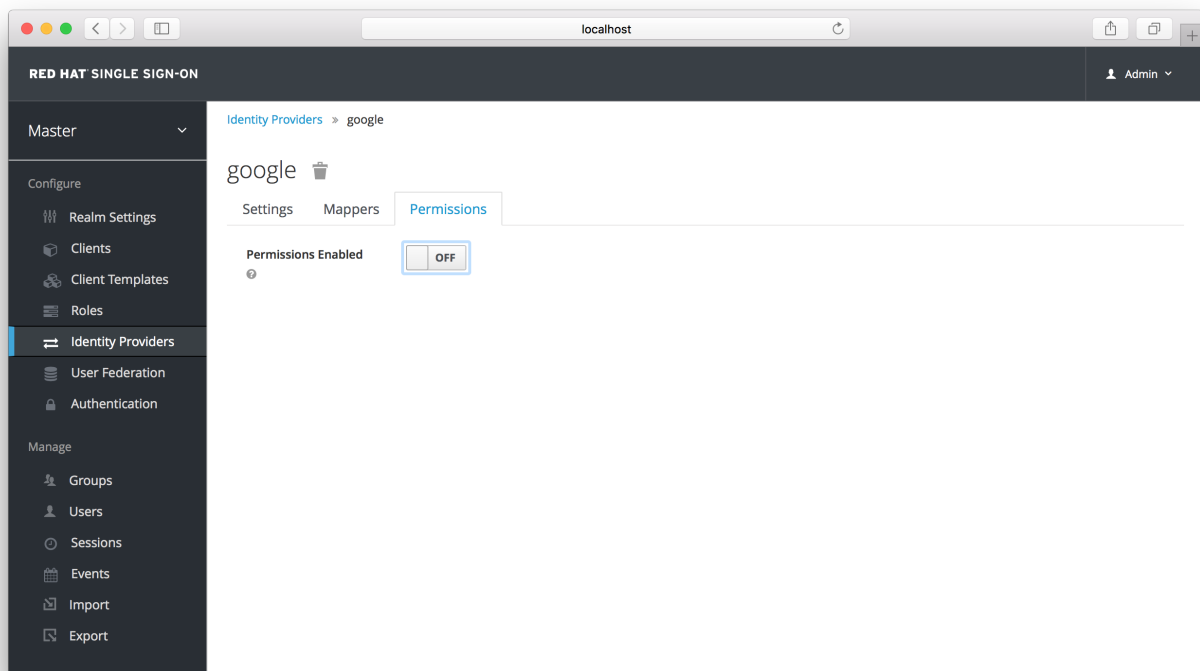 localhost
RED HAT SINGLE SIGN-ON
Admin
Master
Identity Providers » google
google
Configure
Settings Mappers Permissions
Realm Settings
Clients
Permissions Enabled
OFF
Client Templates
Roles
Identity Providers
User Federation
Authentication
Manage
Groups
Users
Sessions
Events
Import
Export